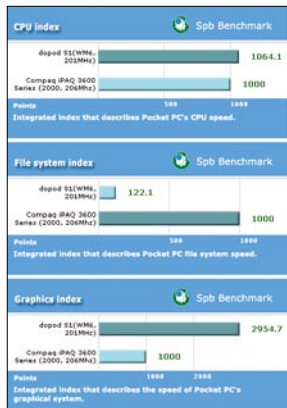 CPU index
Spb Benchmark
dopod S1(WM6,
201MHz)
1064.1
Compaq iPAQ 3600
Series (2000, 206Mhz)
1000
Points
500
1000
Integrated index that describes Pocket PC's CPU speed.
File system index
Spb Benchmark
dopod S1(WM6,
201MHz)
122.1
Compaq iPAQ 3600
Series (2000, 206Mhz)
1000
Points
500
1000
Integrated index that describes Pocket PC file system speed.
Graphics index
Spb Benchmark
dopod S1(WM6,
201MHz)
2954.7
Compaq iPAQ 3600
Series (2000, 206Mhz)
1000
Points
1000
2000
Integrated index that describes the speed of Pocket PC's
graphical system.